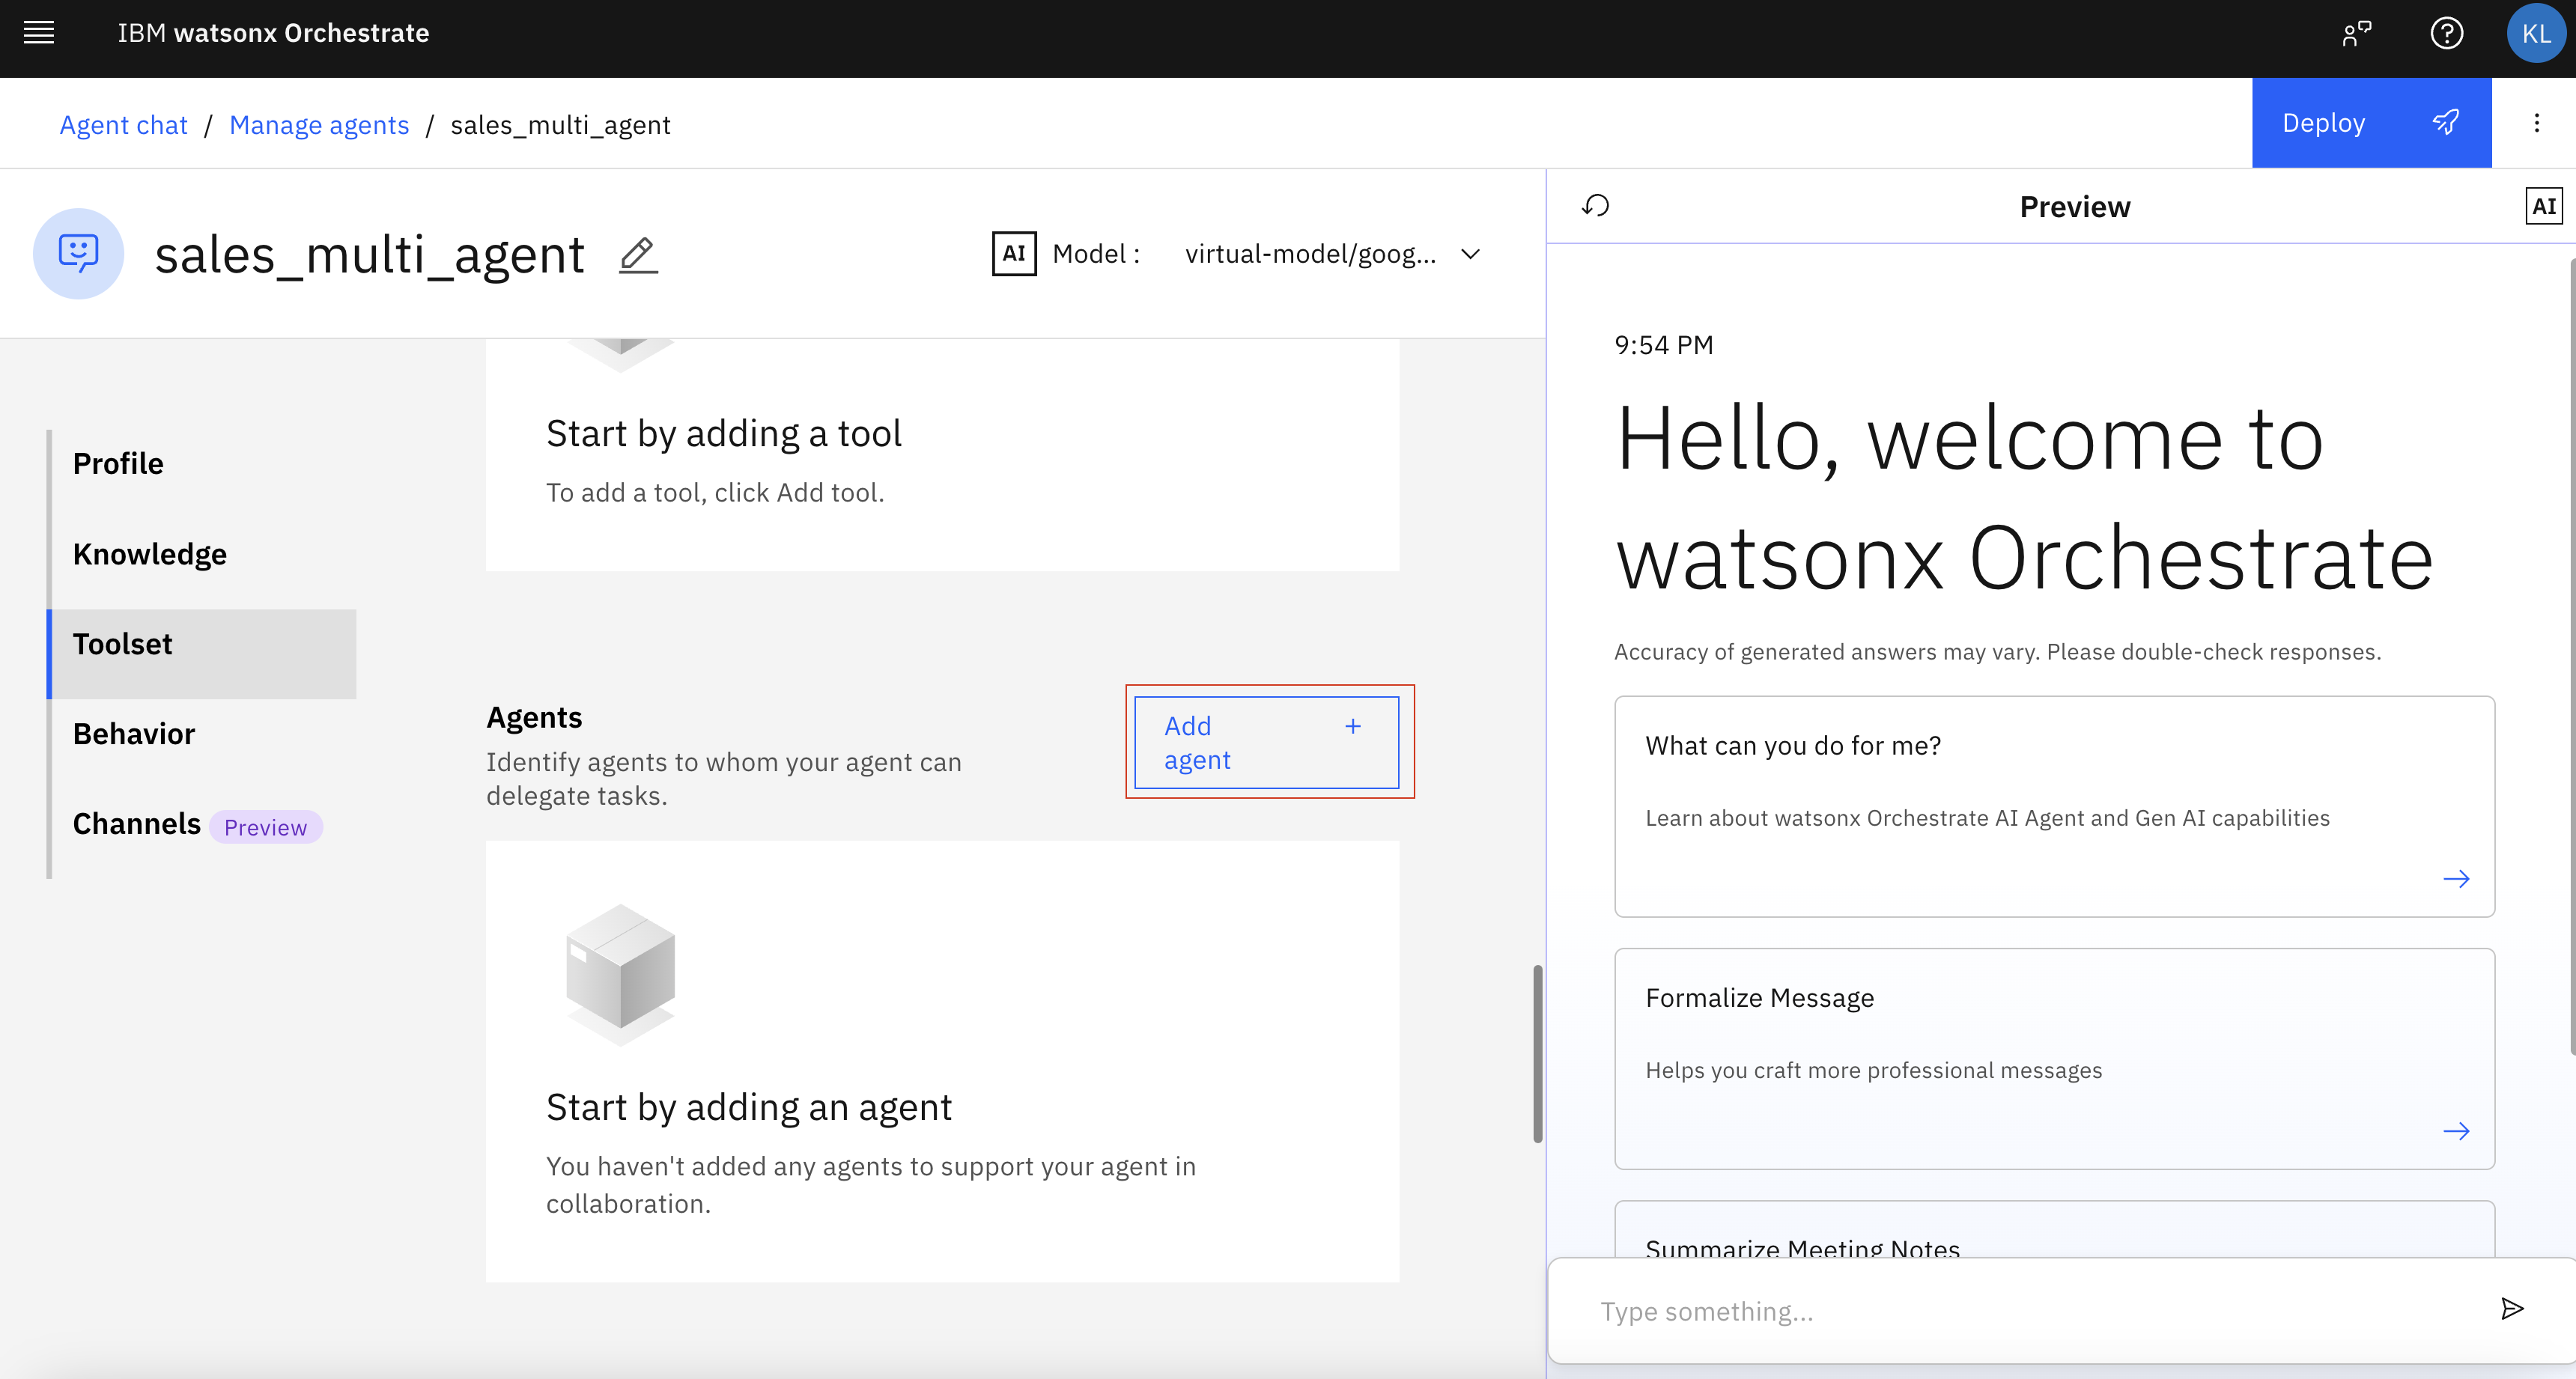 IBM watsonx Orchestrate
KL
Agent chat / Manage agents / sales_multi_agent
Deploy
sales_multi_agent
AI Model : virtual-model/goog...
Profile
Knowledge
Toolset
Behavior
Channels Preview
Start by adding a tool
To add a tool, click Add tool.
Agents
Identify agents to whom your agent can
delegate tasks.
Add
agent
+
Start by adding an agent
You haven't added any agents to support your agent in
collaboration.
Preview
AI
9:54 PM
Hello, welcome to
watsonx Orchestrate
Accuracy of generated answers may vary. Please double-check responses.
What can you do for me?
Learn about watsonx Orchestrate AI Agent and Gen AI capabilities
Formalize Message
Helps you craft more professional messages
Summarize Meeting Notes
Type something...